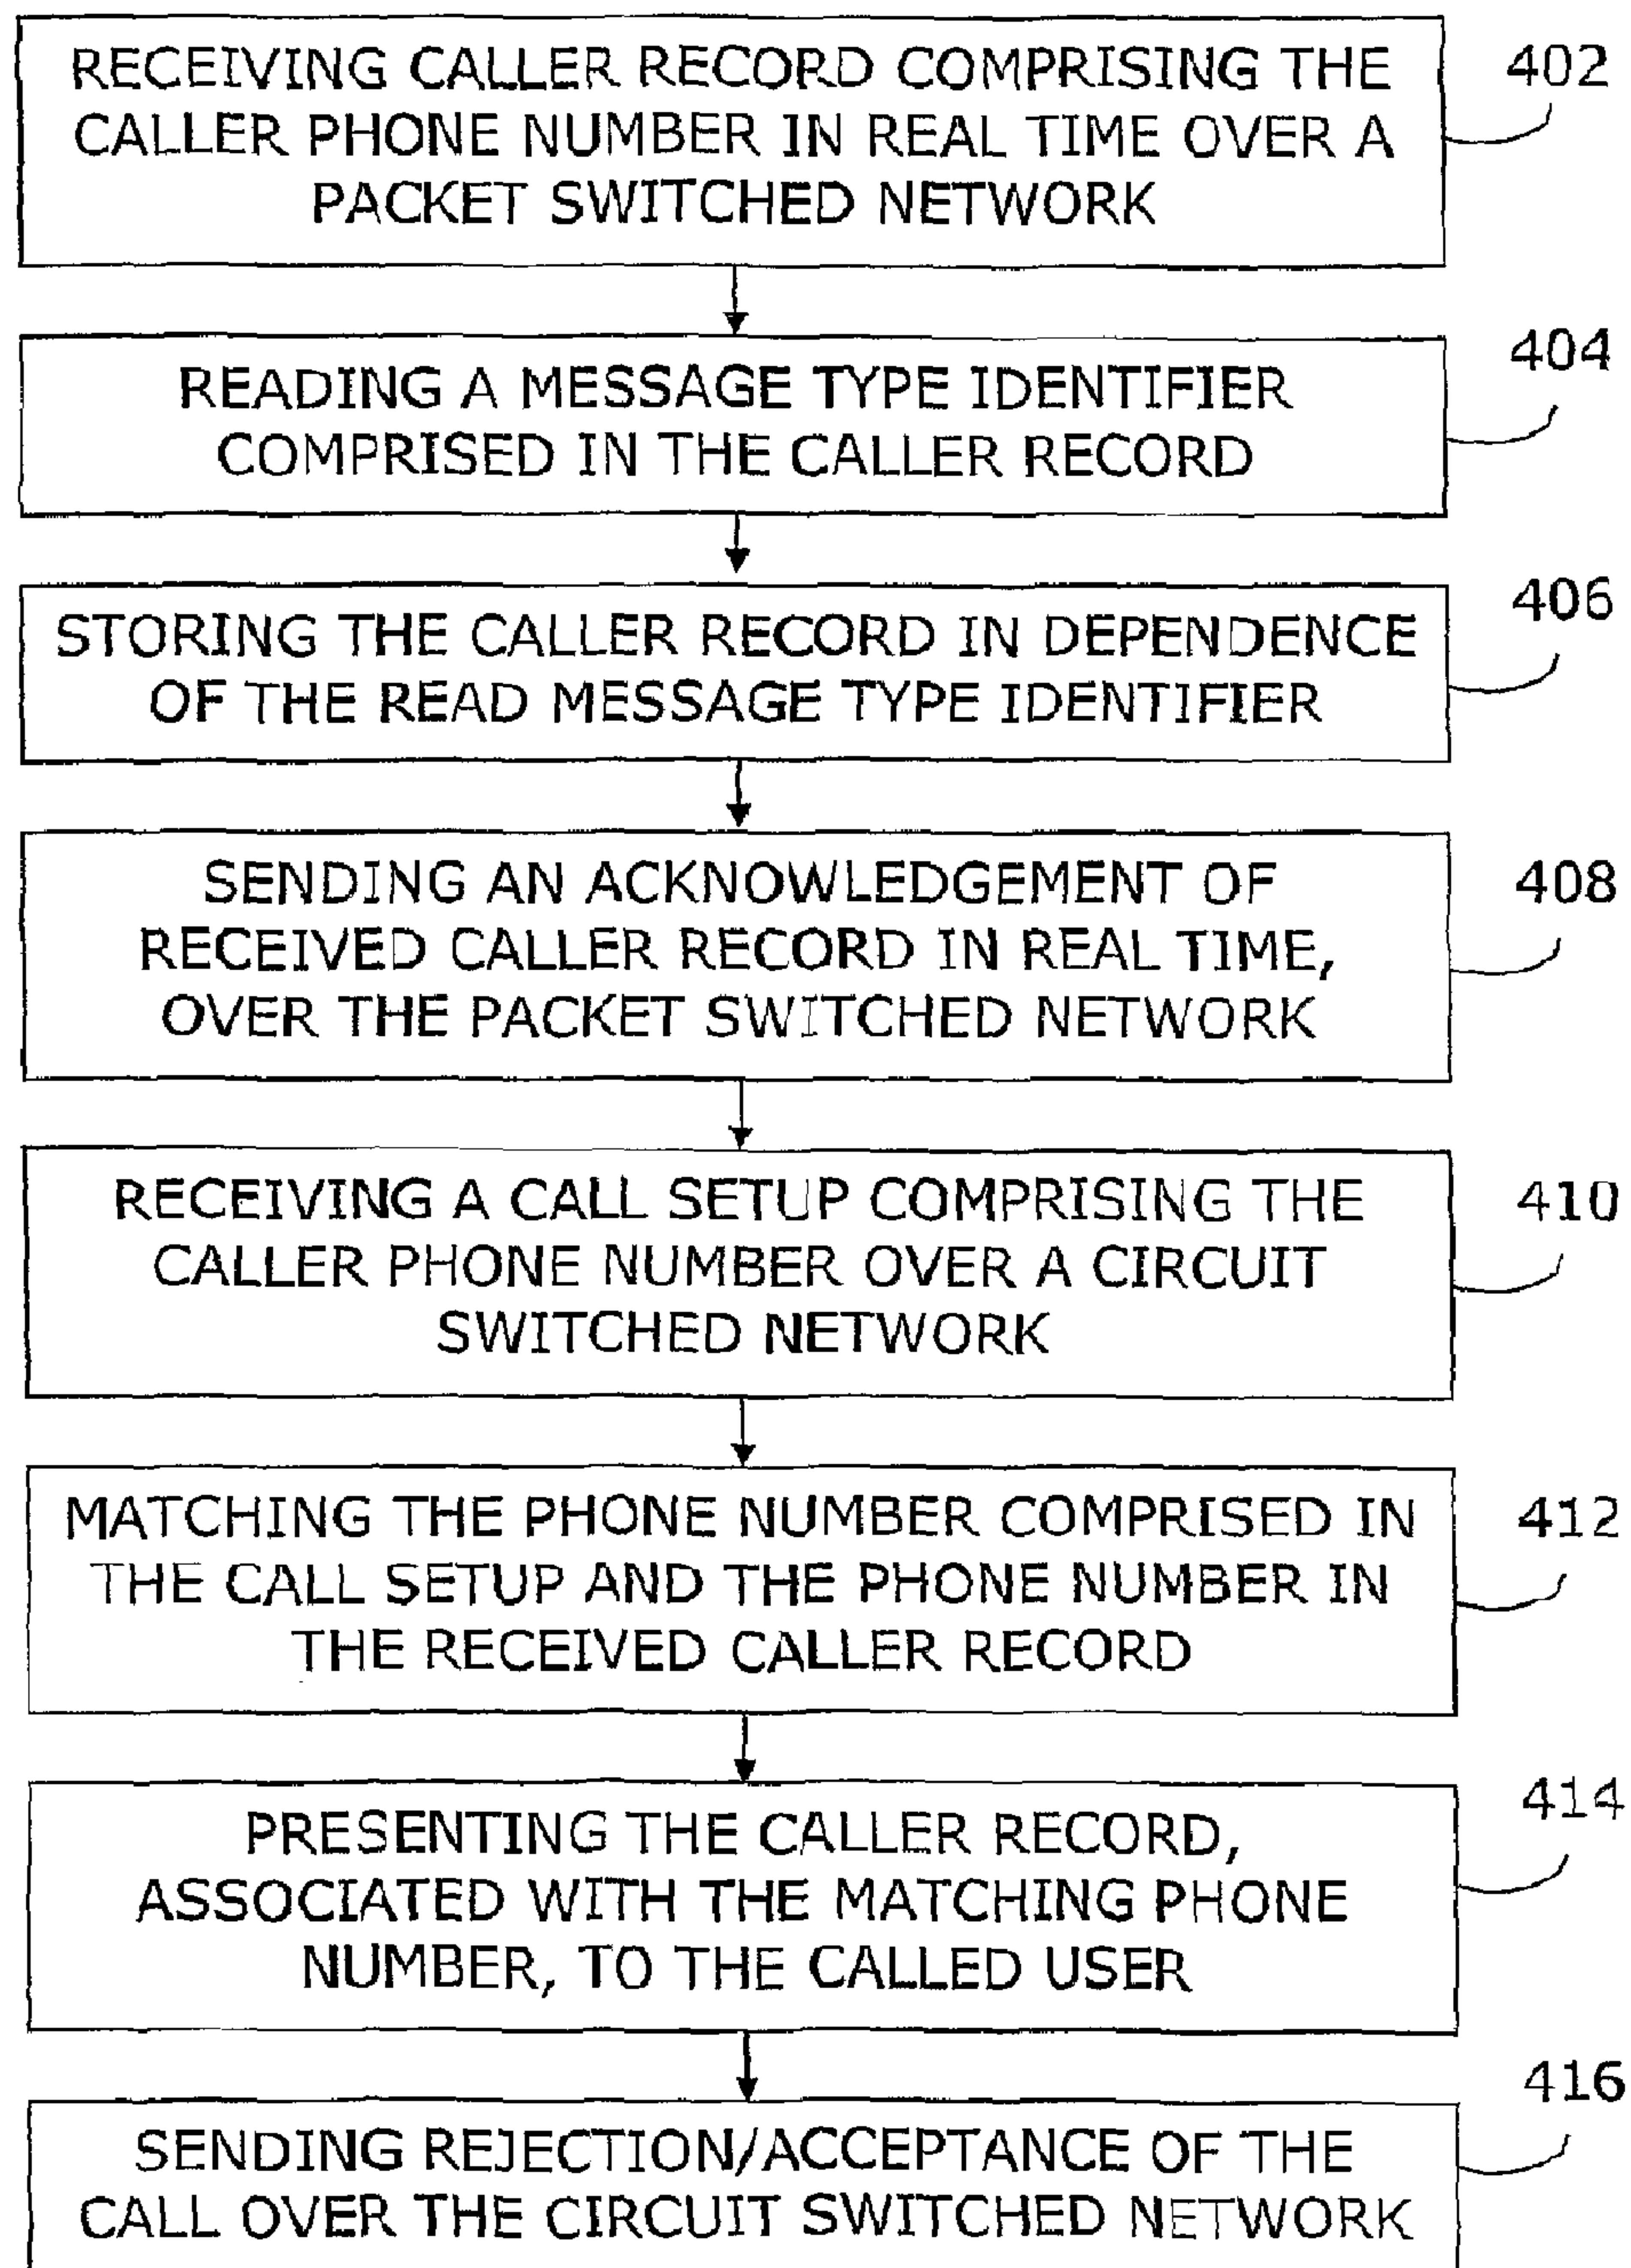 RECEIVING CALLER RECORD COMPRISING THE
CALLER PHONE NUMBER IN REAL TIME OVER A
PACKET SWITCHED NETWORK
402
READING A MESSAGE TYPE IDENTIFIER
COMPRISED IN THE CALLER RECORD
404
STORING THE CALLER RECORD IN DEPENDENCE
OF THE READ MESSAGE TYPE IDENTIFIER
406
SENDING AN ACKNOWLEDGEMENT OF
RECEIVED CALLER RECORD IN REAL TIME,
OVER THE PACKET SWITCHED NETWORK
408
RECEIVING A CALL SETUP COMPRISING THE
CALLER PHONE NUMBER OVER A CIRCUIT
SWITCHED NETWORK
410
MATCHING THE PHONE NUMBER COMPRISED IN
THE CALL SETUP AND THE PHONE NUMBER IN
THE RECEIVED CALLER RECORD
412
PRESENTING THE CALLER RECORD,
ASSOCIATED WITH THE MATCHING PHONE
NUMBER, TO THE CALLED USER
414
SENDING REJECTION/ACCEPTANCE OF THE
CALL OVER THE CIRCUIT SWITCHED NETWORK
416